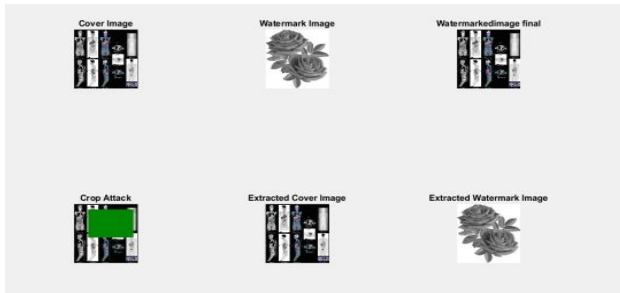 Cover Image
Watermark Image
Watermarkedimage final
Crop Attack
Extracted Cover Image
Extracted Watermark Image